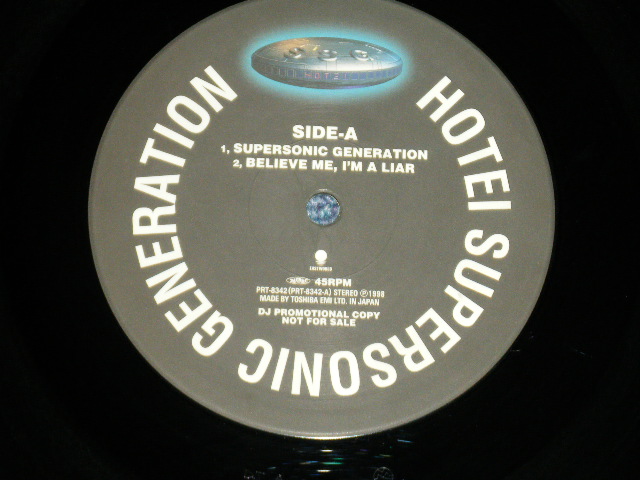 HOTEI SUPERSONIC GENERATION
SIDE-A
1, SUPERSONIC GENERATION
2, BELIEVE ME, I'M A LIAR
45RPM
PRT-8342 (PRT-8342-A) STEREO Ⓟ1998
MADE BY TOSHIBA EMI LTD. IN JAPAN
DJ PROMOTIONAL COPY
NOT FOR SALE